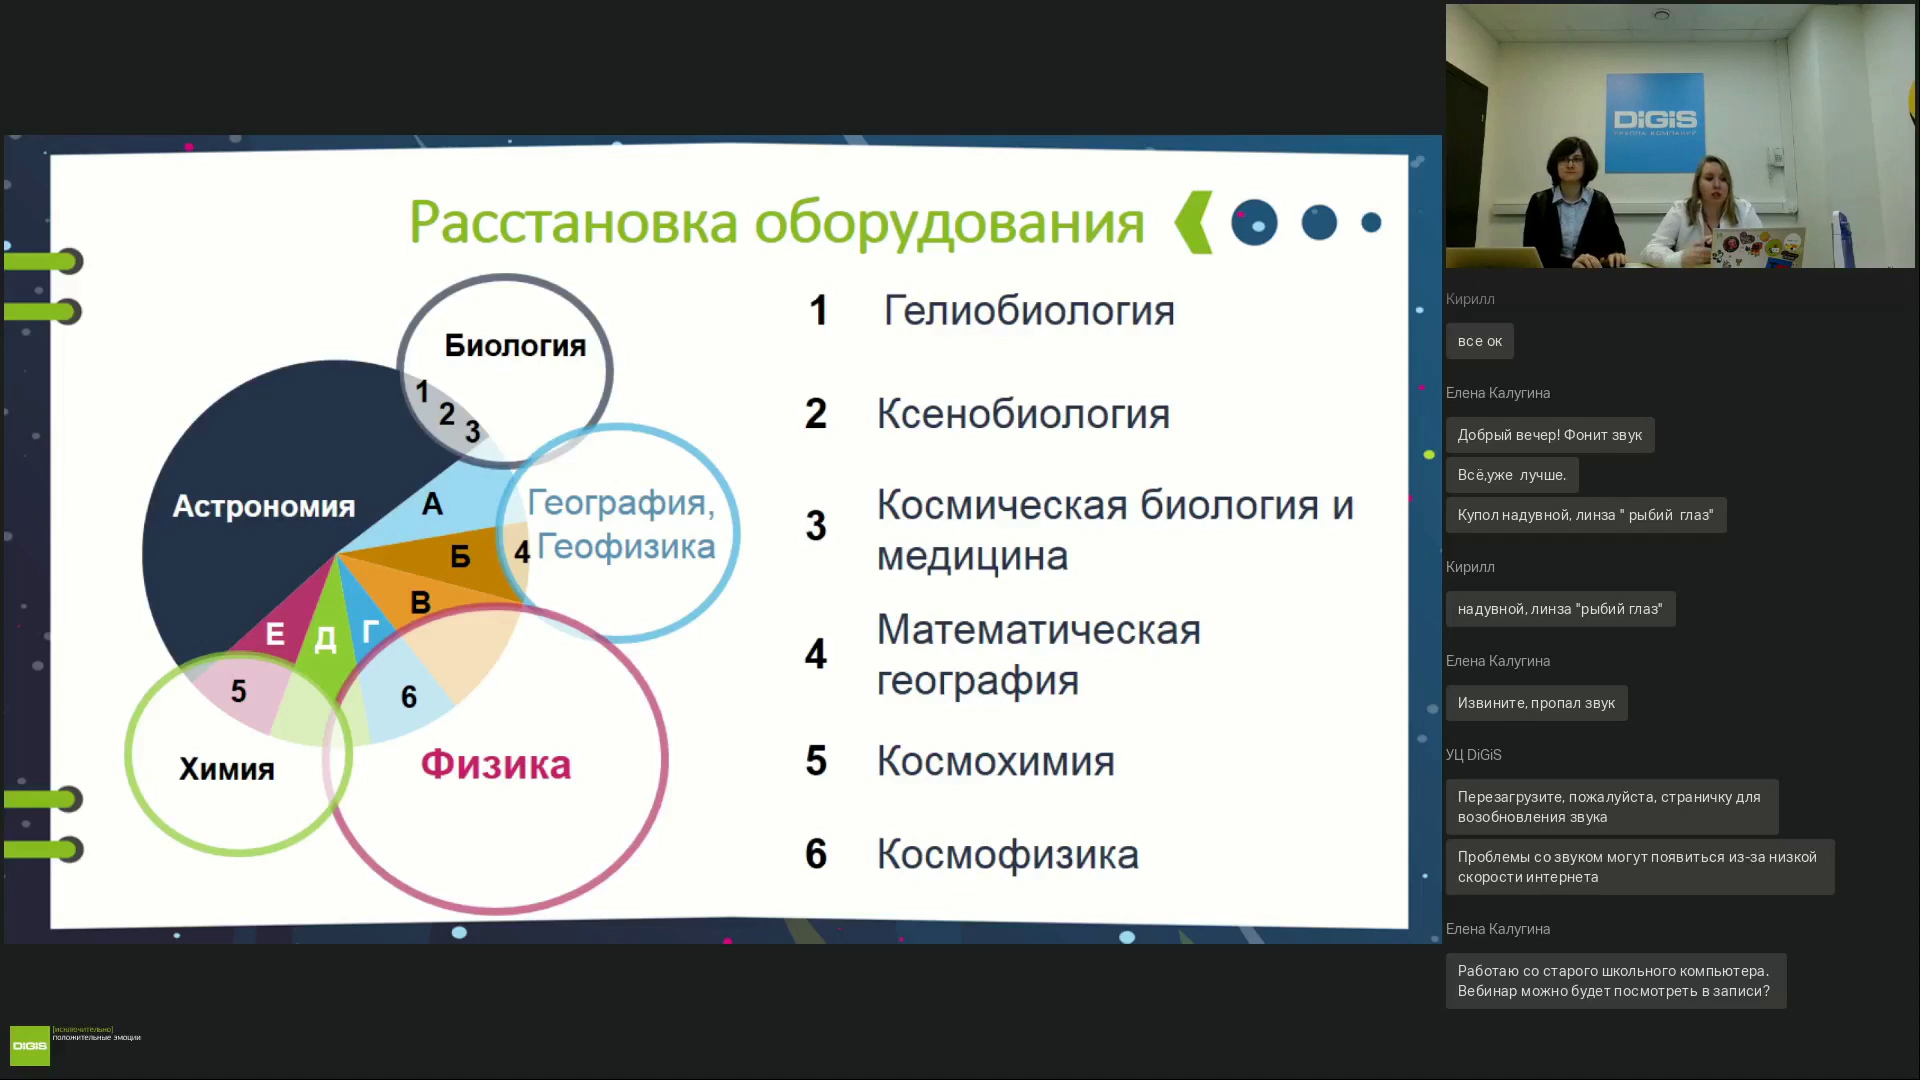 Расстановка оборудования
Биология
1
2
3
Астрономия
А
География,
Геофизика
Б
4
В
Е
Д
Г
5
6
Химия
Физика
1 Гелиобиология
2 Ксенобиология
3 Космическая биология и
медицина
4 Математическая
география
5 Космохимия
6 Космофизика
DiGiS
ГРУППА КОМПАНИЙ
Кирилл
все ок
Елена Калугина
Добрый вечер! Фонит звук
Всё,уже лучше.
Купол надувной, линза " рыбий глаз"
Кирилл
надувной, линза "рыбий глаз"
Елена Калугина
Извините, пропал звук
УЦ DiGiS
Перезагрузите, пожалуйста, страничку для
возобновления звука
Проблемы со звуком могут появиться из-за низкой
скорости интернета
Елена Калугина
Работаю со старого школьного компьютера.
Вебинар можно будет посмотреть в записи?
DiGiS
[исключительно]
положительные эмоции